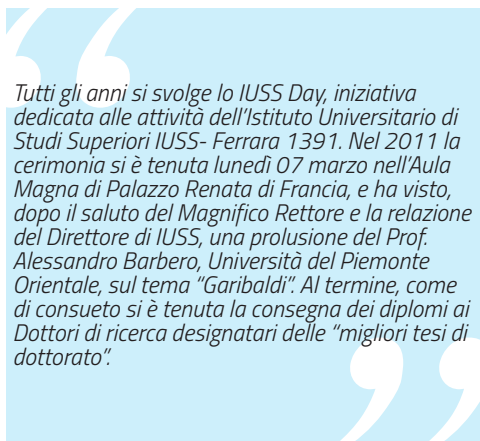 Tutti gli anni si svolge lo IUSS Day, iniziativa
dedicata alle attività dell'Istituto Universitario di
Studi Superiori IUSS- Ferrara 1391. Nel 2011 la
cerimonia si è tenuta lunedì 07 marzo nell'Aula
Magna di Palazzo Renata di Francia, e ha visto,
dopo il saluto del Magnifico Rettore e la relazione
del Direttore di IUSS, una prolusione del Prof.
Alessandro Barbero, Università del Piemonte
Orientale, sul tema "Garibaldi". Al termine, come
di consueto si è tenuta la consegna dei diplomi ai
Dottori di ricerca designatari delle "migliori tesi di
dottorato".